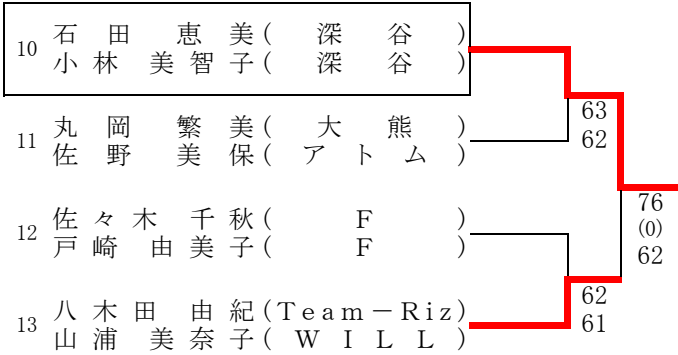 10 石田 恵美(深谷)
小林 美智子(深谷)
63
62
11 丸岡 繁美(大熊)
佐野 美保(アトム)
76
(0)
62
12 佐々木 千秋(F)
戸崎 由美子(F)
62
61
13 八木田 由紀(Team－Riz)
山浦 美奈子(WILL)